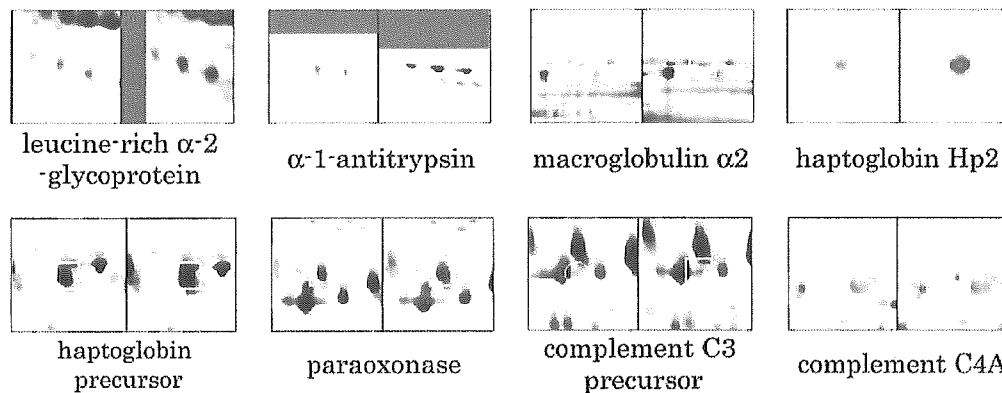 leucine-rich α-2
-glycoprotein
α-1-antitrypsin
macroglobulin α2
haptoglobin Hp2
haptoglobin
precursor
paraoxonase
complement C3
precursor
complement C4A